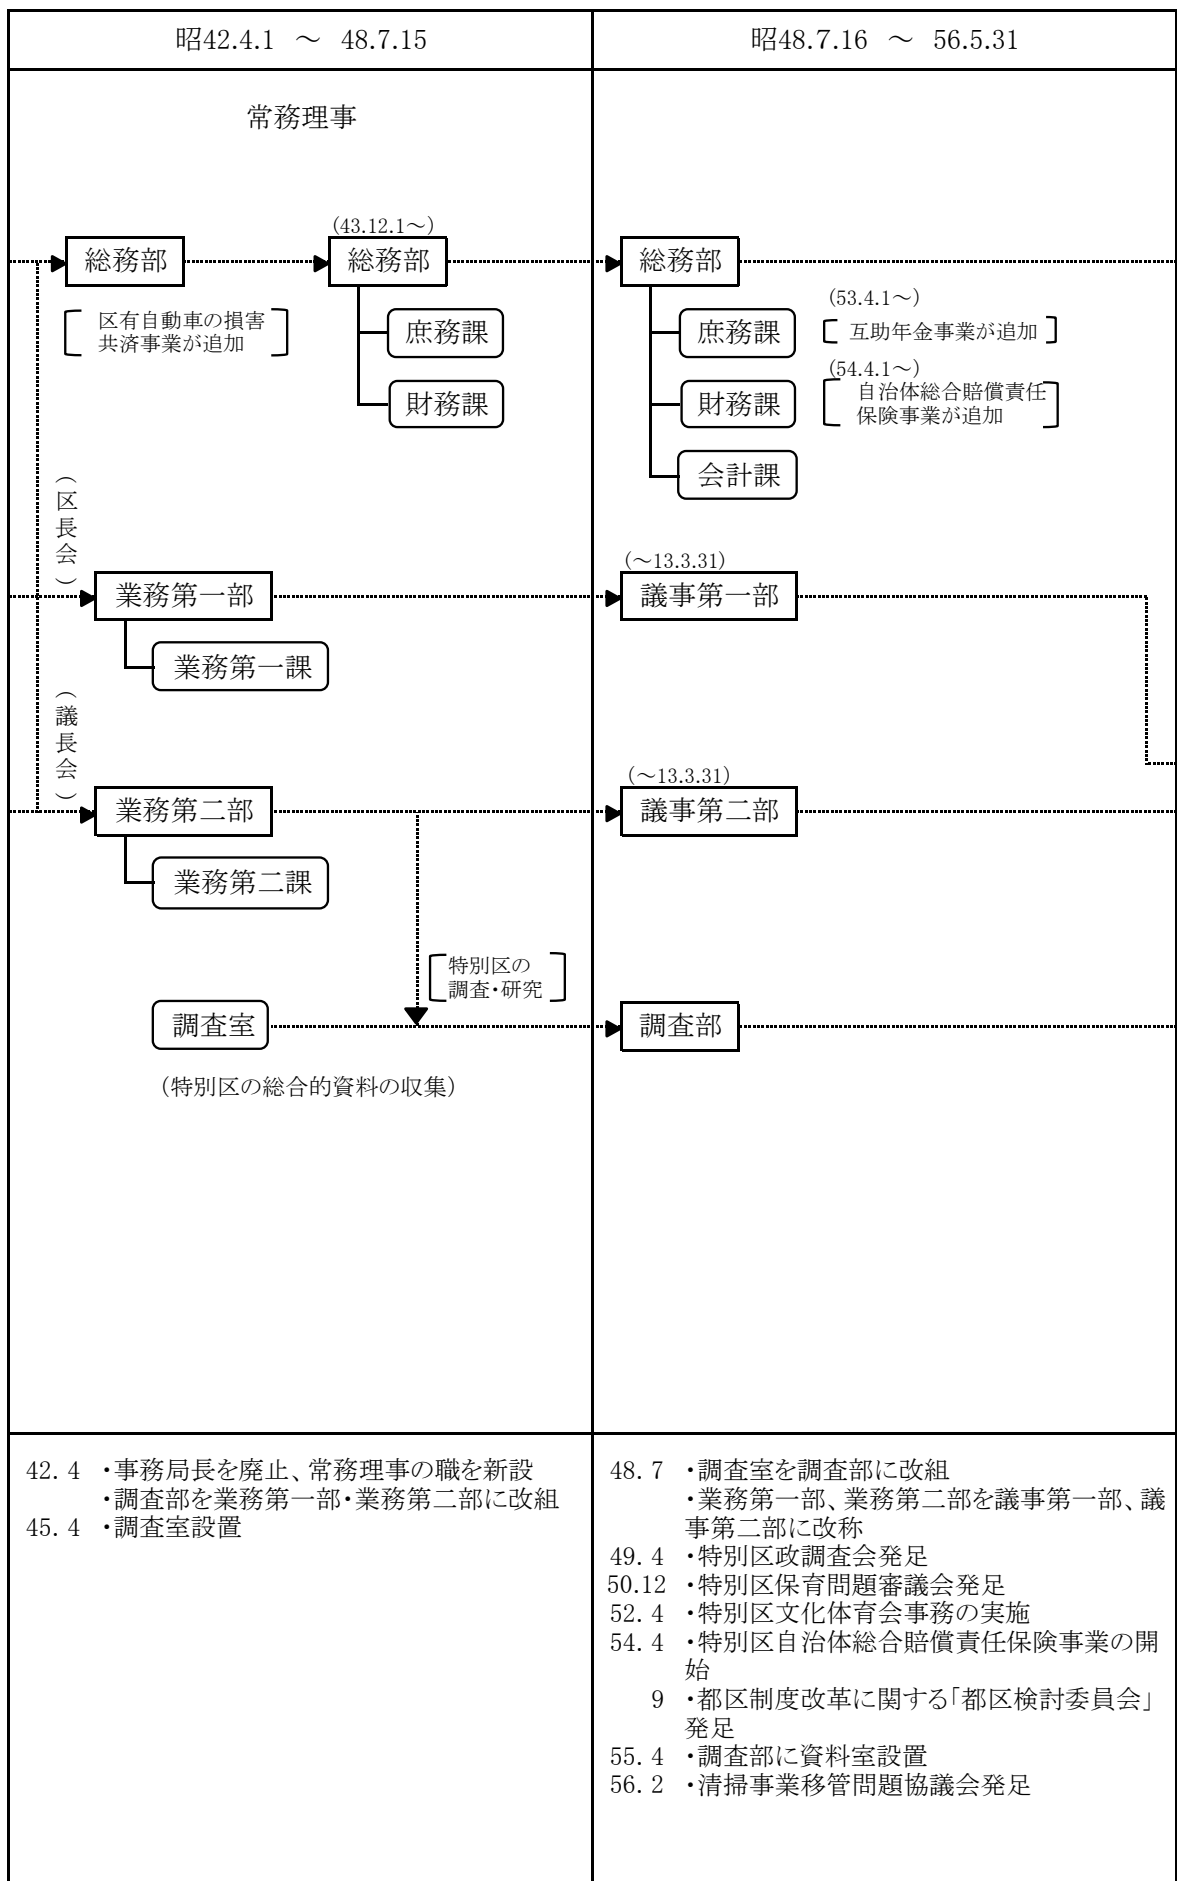 昭42.4.1 ～ 48.7.15
昭48.7.16 ～ 56.5.31
常務理事
(43.12.1～)
総務部
総務部
総務部
区有自動車の損害
共済事業が追加
庶務課
財務課
(53.4.1～)
庶務課
互助年金事業が追加
(54.4.1～)
財務課
自治体総合賠償責任
保険事業が追加
会計課
（区長会）
(～13.3.31)
業務第一部
議事第一部
業務第一課
（議長会）
(～13.3.31)
業務第二部
議事第二部
業務第二課
特別区の
調査・研究
調査室
調査部
（特別区の総合的資料の収集）
42. 4 ・事務局長を廃止、常務理事の職を新設
・調査部を業務第一部・業務第二部に改組
45. 4 ・調査室設置
48. 7 ・調査室を調査部に改組
・業務第一部、業務第二部を議事第一部、議
事第二部に改称
49. 4 ・特別区政調査会発足
50.12 ・特別区保育問題審議会発足
52. 4 ・特別区文化体育会事務の実施
54. 4 ・特別区自治体総合賠償責任保険事業の開
始
9 ・都区制度改革に関する「都区検討委員会」
発足
55. 4 ・調査部に資料室設置
56. 2 ・清掃事業移管問題協議会発足